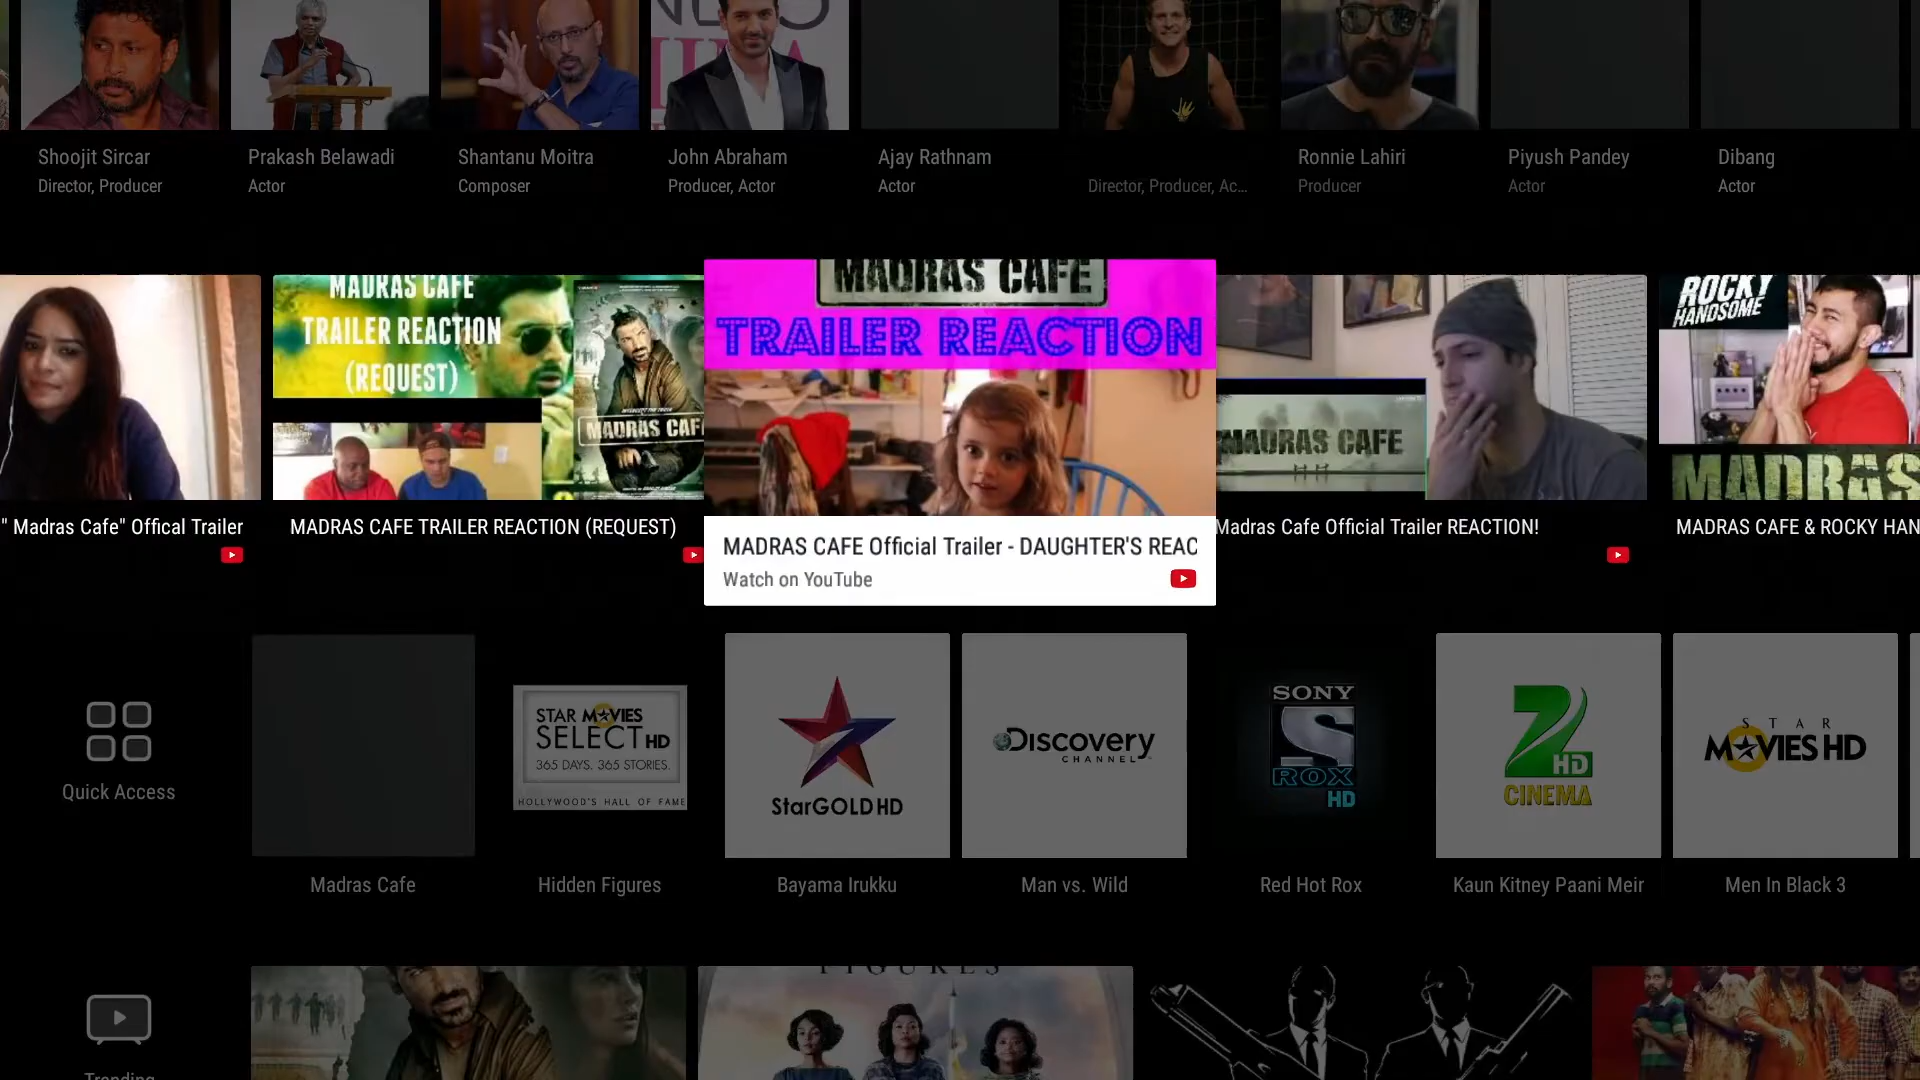 Shoojit Sircar
Director, Producer
Prakash Belawadi
Actor
Shantanu Moitra
Composer
John Abraham
Producer, Actor
Ajay Rathnam
Actor
Director, Producer, Ac...
Ronnie Lahiri
Producer
Piyush Pandey
Actor
Dibang
Actor
MADRAS CAFE
TRAILER REACTION
(REQUEST)
MADRAS CAF
MADRAS CAFE
TRAILER REACTION
MADRAS CAFE
ROCKY
HANDSOME
MADRAS
" Madras Cafe" Offical Trailer
MADRAS CAFE TRAILER REACTION (REQUEST)
MADRAS CAFE Official Trailer - DAUGHTER'S REAC
Watch on YouTube
Madras Cafe Official Trailer REACTION!
MADRAS CAFE & ROCKY HAN
Quick Access
STAR MOVIES
SELECT HD
365 DAYS. 365 STORIES.
HOLLYWOOD'S HALL OF FAME
StarGOLD HD
Discovery
CHANNEL
SONY
S
ROX
HD
Z
HD
CINEMA
STAR
MOVIES HD
Madras Cafe
Hidden Figures
Bayama Irukku
Man vs. Wild
Red Hot Rox
Kaun Kitney Paani Meir
Men In Black 3
FIGURES
Trending